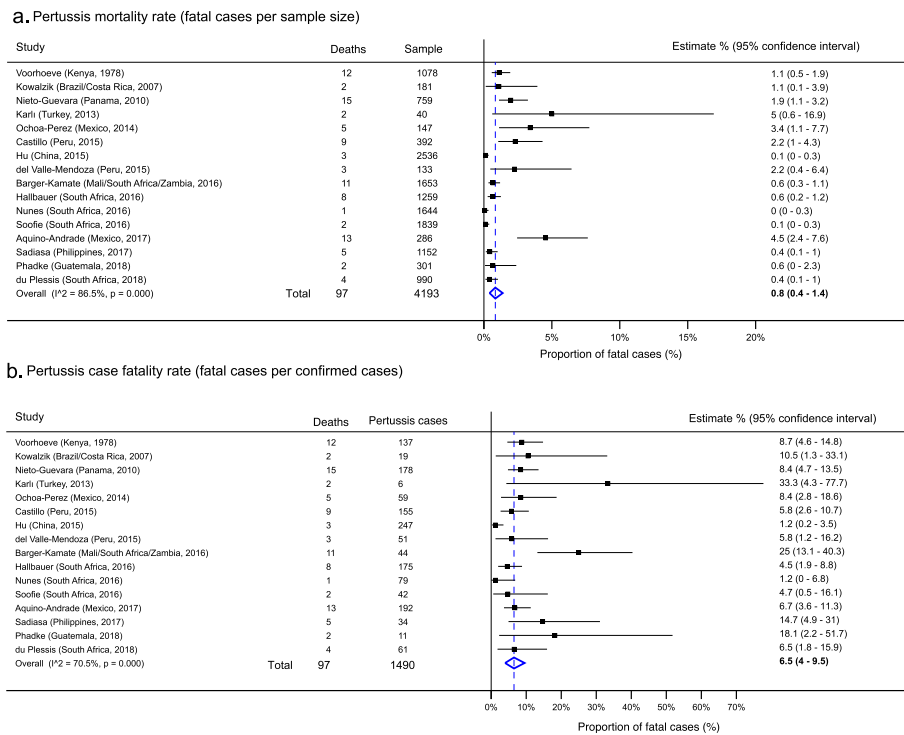 a. Pertussis mortality rate (fatal cases per sample size)
Study Deaths Sample Estimate % (95% confidence interval)
Voorhoeve (Kenya, 1978) 12 1078 1.1 (0.5 - 1.9)
Kowalzik (Brazil/Costa Rica, 2007) 2 181 1.1 (0.1 - 3.9)
Nieto-Guevara (Panama, 2010) 15 759 1.9 (1.1 - 3.2)
Karlı (Turkey, 2013) 2 40 5 (0.6 - 16.9)
Ochoa-Perez (Mexico, 2014) 5 147 3.4 (1.1 - 7.7)
Castillo (Peru, 2015) 9 392 2.2 (1 - 4.3)
Hu (China, 2015) 3 2536 0.1 (0 - 0.3)
del Valle-Mendoza (Peru, 2015) 3 133 2.2 (0.4 - 6.4)
Barger-Kamate (Mali/South Africa/Zambia, 2016) 11 1653 0.6 (0.3 - 1.1)
Hallbauer (South Africa, 2016) 8 1259 0.6 (0.2 - 1.2)
Nunes (South Africa, 2016) 1 1644 0 (0 - 0.3)
Soofie (South Africa, 2016) 2 1839 0.1 (0 - 0.3)
Aquino-Andrade (Mexico, 2017) 13 286 4.5 (2.4 - 7.6)
Sadiasa (Philippines, 2017) 5 1152 0.4 (0.1 - 1)
Phadke (Guatemala, 2018) 2 301 0.6 (0 - 2.3)
du Plessis (South Africa, 2018) 4 990 0.4 (0.1 - 1)
Overall (I^2 = 86.5%, p = 0.000) Total 97 4193 0.8 (0.4 - 1.4)
0% 5% 10% 15% 20%
Proportion of fatal cases (%)
b. Pertussis case fatality rate (fatal cases per confirmed cases)
Study Deaths Pertussis cases Estimate % (95% confidence interval)
Voorhoeve (Kenya, 1978) 12 137 8.7 (4.6 - 14.8)
Kowalzik (Brazil/Costa Rica, 2007) 2 19 10.5 (1.3 - 33.1)
Nieto-Guevara (Panama, 2010) 15 178 8.4 (4.7 - 13.5)
Karlı (Turkey, 2013) 2 6 33.3 (4.3 - 77.7)
Ochoa-Perez (Mexico, 2014) 5 59 8.4 (2.8 - 18.6)
Castillo (Peru, 2015) 9 155 5.8 (2.6 - 10.7)
Hu (China, 2015) 3 247 1.2 (0.2 - 3.5)
del Valle-Mendoza (Peru, 2015) 3 51 5.8 (1.2 - 16.2)
Barger-Kamate (Mali/South Africa/Zambia, 2016) 11 44 25 (13.1 - 40.3)
Hallbauer (South Africa, 2016) 8 175 4.5 (1.9 - 8.8)
Nunes (South Africa, 2016) 1 79 1.2 (0 - 6.8)
Soofie (South Africa, 2016) 2 42 4.7 (0.5 - 16.1)
Aquino-Andrade (Mexico, 2017) 13 192 6.7 (3.6 - 11.3)
Sadiasa (Philippines, 2017) 5 34 14.7 (4.9 - 31)
Phadke (Guatemala, 2018) 2 11 18.1 (2.2 - 51.7)
du Plessis (South Africa, 2018) 4 61 6.5 (1.8 - 15.9)
Overall (I^2 = 70.5%, p = 0.000) Total 97 1490 6.5 (4 - 9.5)
0% 10% 20% 30% 40% 50% 60% 70%
Proportion of fatal cases (%)